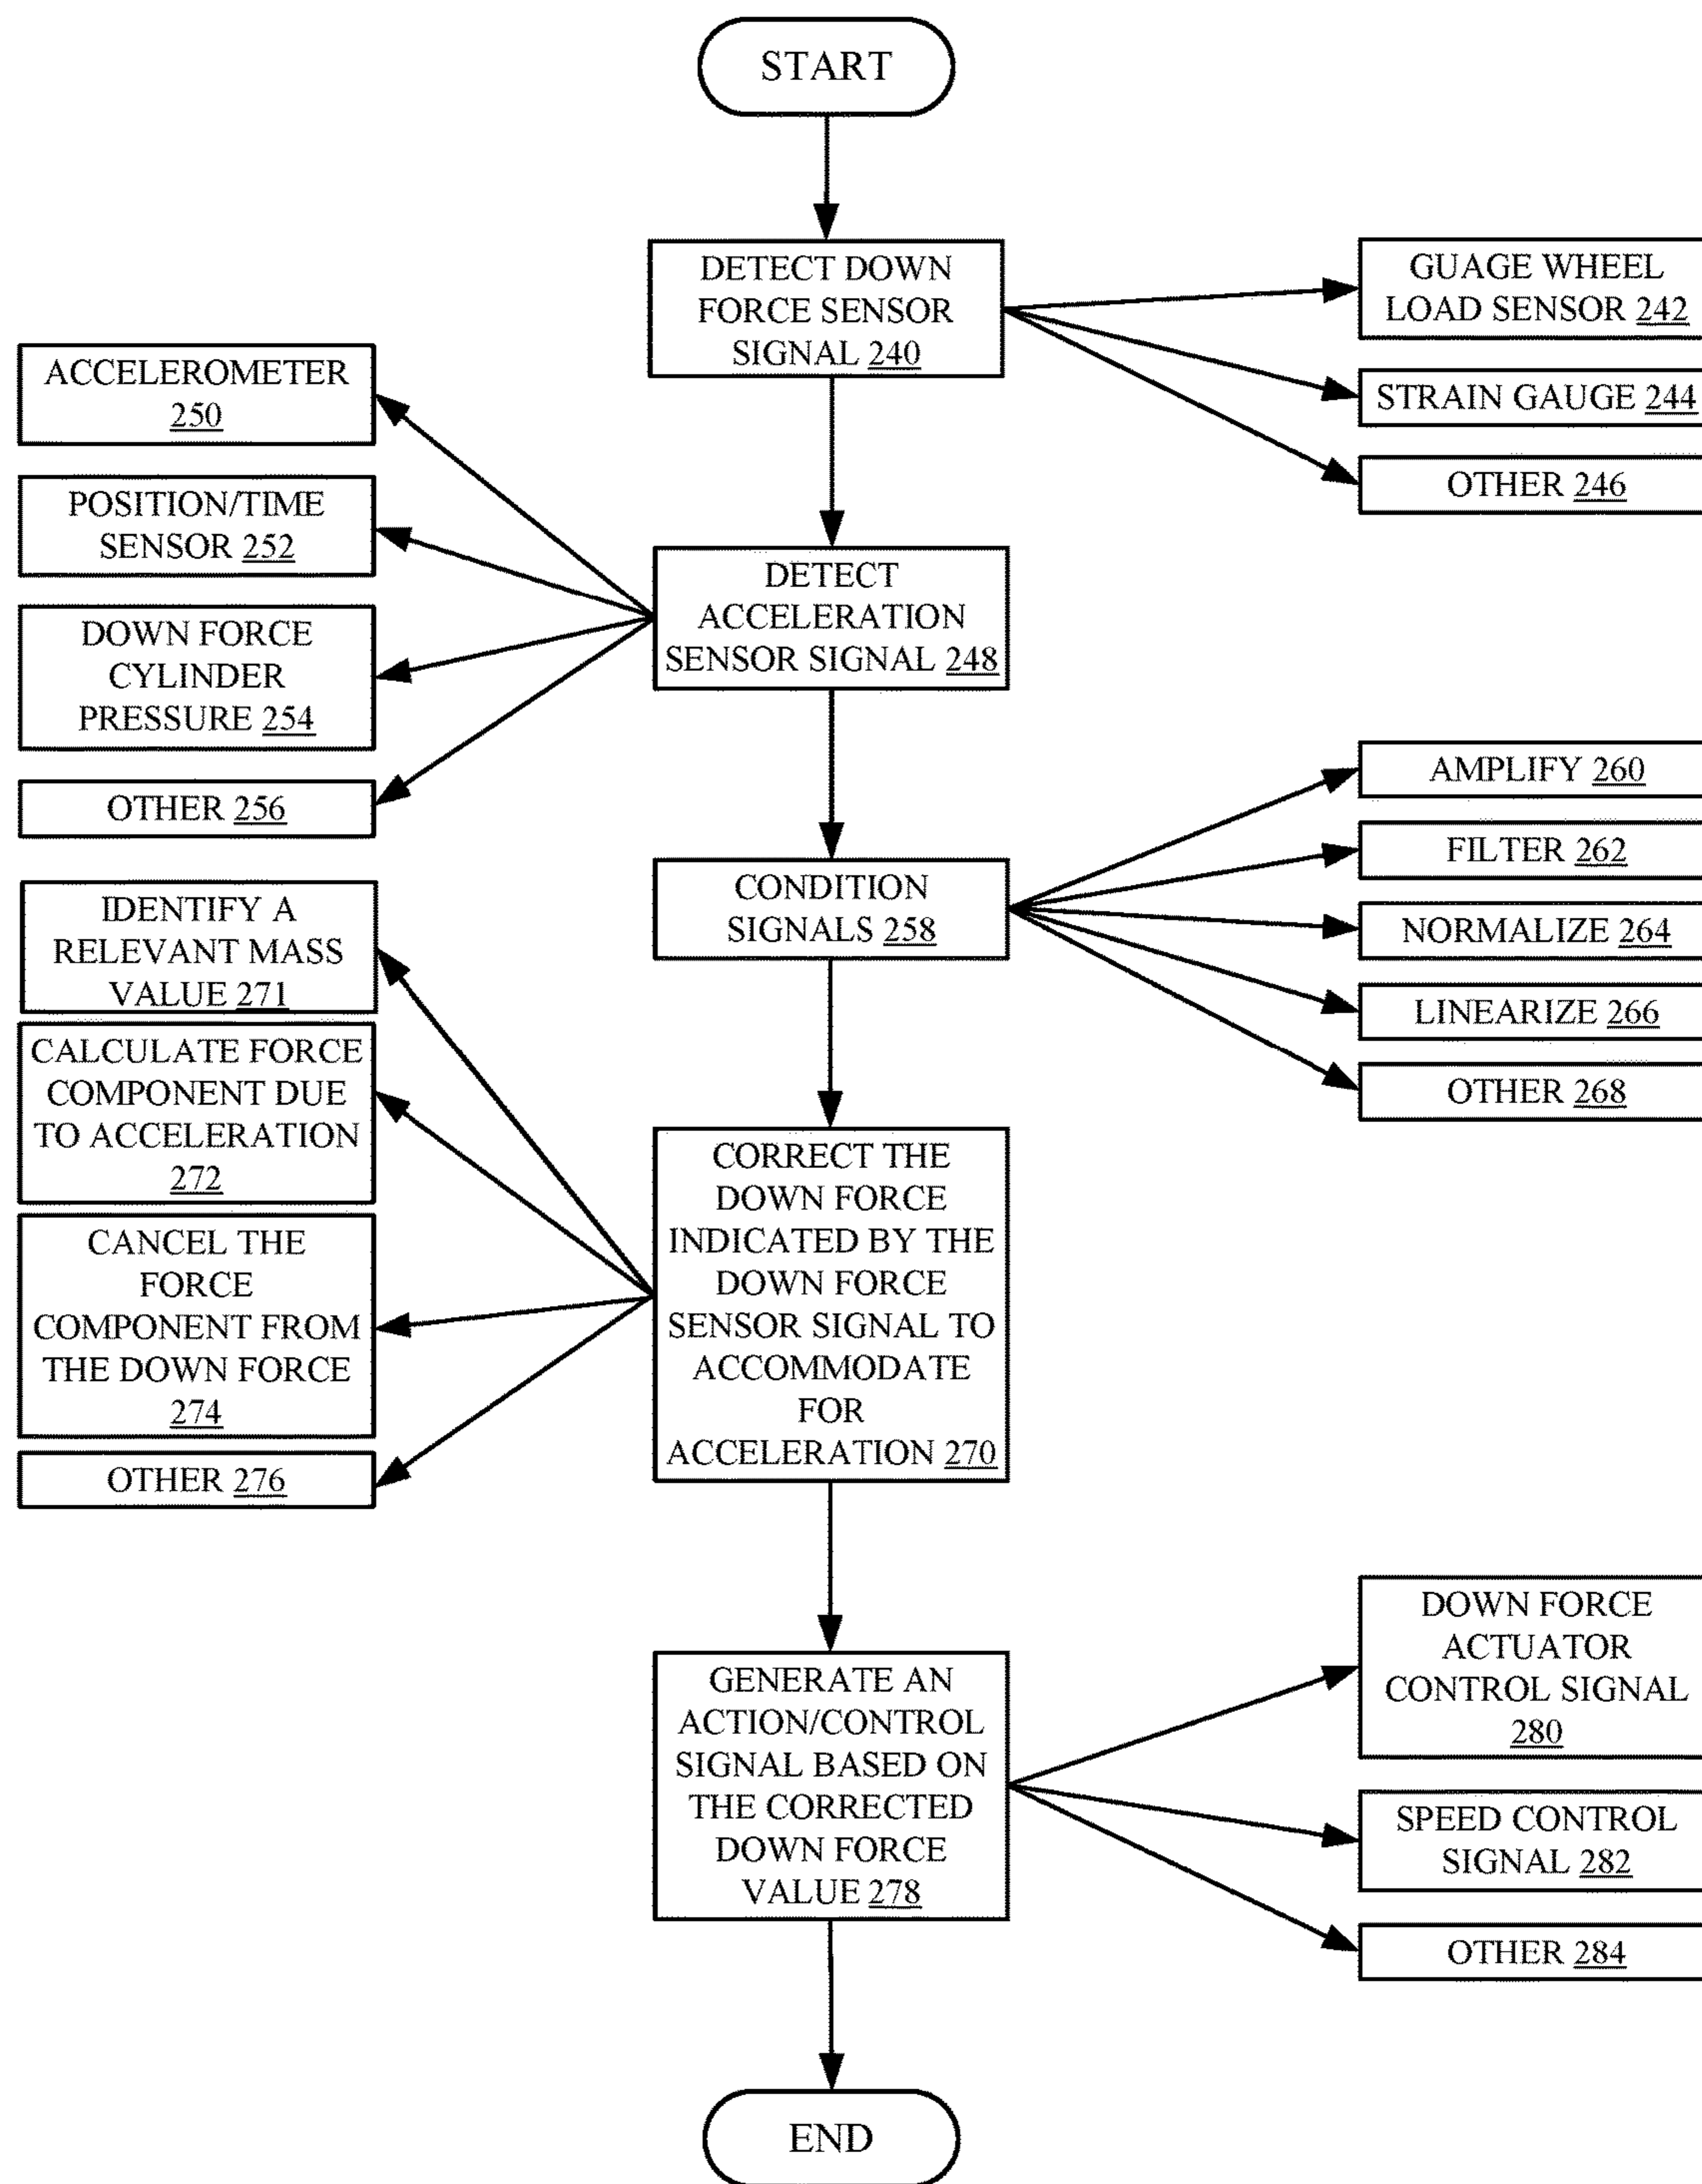 START
DETECT DOWN
FORCE SENSOR
SIGNAL 240
GUAGE WHEEL
LOAD SENSOR 242
STRAIN GAUGE 244
OTHER 246
DETECT
ACCELERATION
SENSOR SIGNAL 248
ACCELEROMETER
250
POSITION/TIME
SENSOR 252
DOWN FORCE
CYLINDER
PRESSURE 254
OTHER 256
CONDITION
SIGNALS 258
AMPLIFY 260
FILTER 262
NORMALIZE 264
LINEARIZE 266
OTHER 268
CORRECT THE
DOWN FORCE
INDICATED BY THE
DOWN FORCE
SENSOR SIGNAL TO
ACCOMMODATE
FOR
ACCELERATION 270
IDENTIFY A
RELEVANT MASS
VALUE 271
CALCULATE FORCE
COMPONENT DUE
TO ACCELERATION
272
CANCEL THE
FORCE
COMPONENT FROM
THE DOWN FORCE
274
OTHER 276
GENERATE AN
ACTION/CONTROL
SIGNAL BASED ON
THE CORRECTED
DOWN FORCE
VALUE 278
DOWN FORCE
ACTUATOR
CONTROL SIGNAL
280
SPEED CONTROL
SIGNAL 282
OTHER 284
END